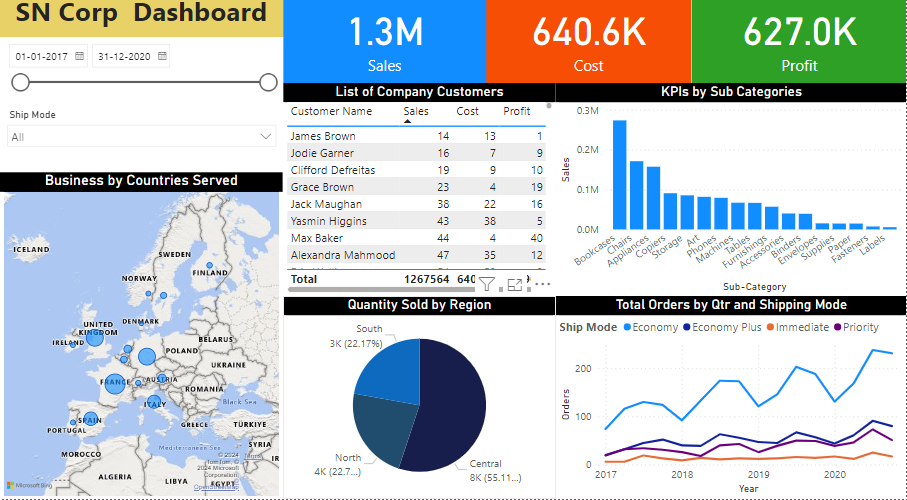 SN Corp Dashboard
01-01-2017 31-12-2020
Ship Mode
All
1.3M
Sales
640.6K
Cost
627.0K
Profit
Business by Countries Served
ICELAND
SWEDEN
FINLAND
NORWAY
DENMARK
UNITED
KINGDOM
IRELAND
BELARUS
POLAND
UKRAINE
FRANCE
AUSTRIA
ROMANIA
ITALY
Black Sea
SPAIN
PORTUGAL
GREECE
TÜRKİYE
Mediterranean Sea
SYRIA
MOROCCO
ALGERIA
LIBYA
EGYPT
© 2024
TomTom, ©
2024 Microsoft
Corporation, ©
OpenStreetMap
Microsoft Bing
List of Company Customers
Customer Name Sales Cost Profit
James Brown 14 13 1
Jodie Garner 16 7 9
Clifford Defreitas 19 9 10
Grace Brown 23 4 19
Jack Maughan 38 22 16
Yasmin Higgins 43 38 5
Max Baker 44 4 40
Alexandra Mahmood 47 35 12
Total 1267564 640
KPIs by Sub Categories
Sales
0.3M
0.2M
0.1M
0.0M
Bookcases
Chairs
Appliances
Copiers
Storage
Art
Phones
Machines
Tables
Furnishings
Accessories
Binders
Envelopes
Supplies
Paper
Fasteners
Labels
Sub-Category
Quantity Sold by Region
South
3K (22.17%)
North
4K (22.7...)
Central
8K (55.11...)
Total Orders by Qtr and Shipping Mode
Ship Mode Economy Economy Plus Immediate Priority
Orders
200
100
0
2017 2018 2019 2020
Year